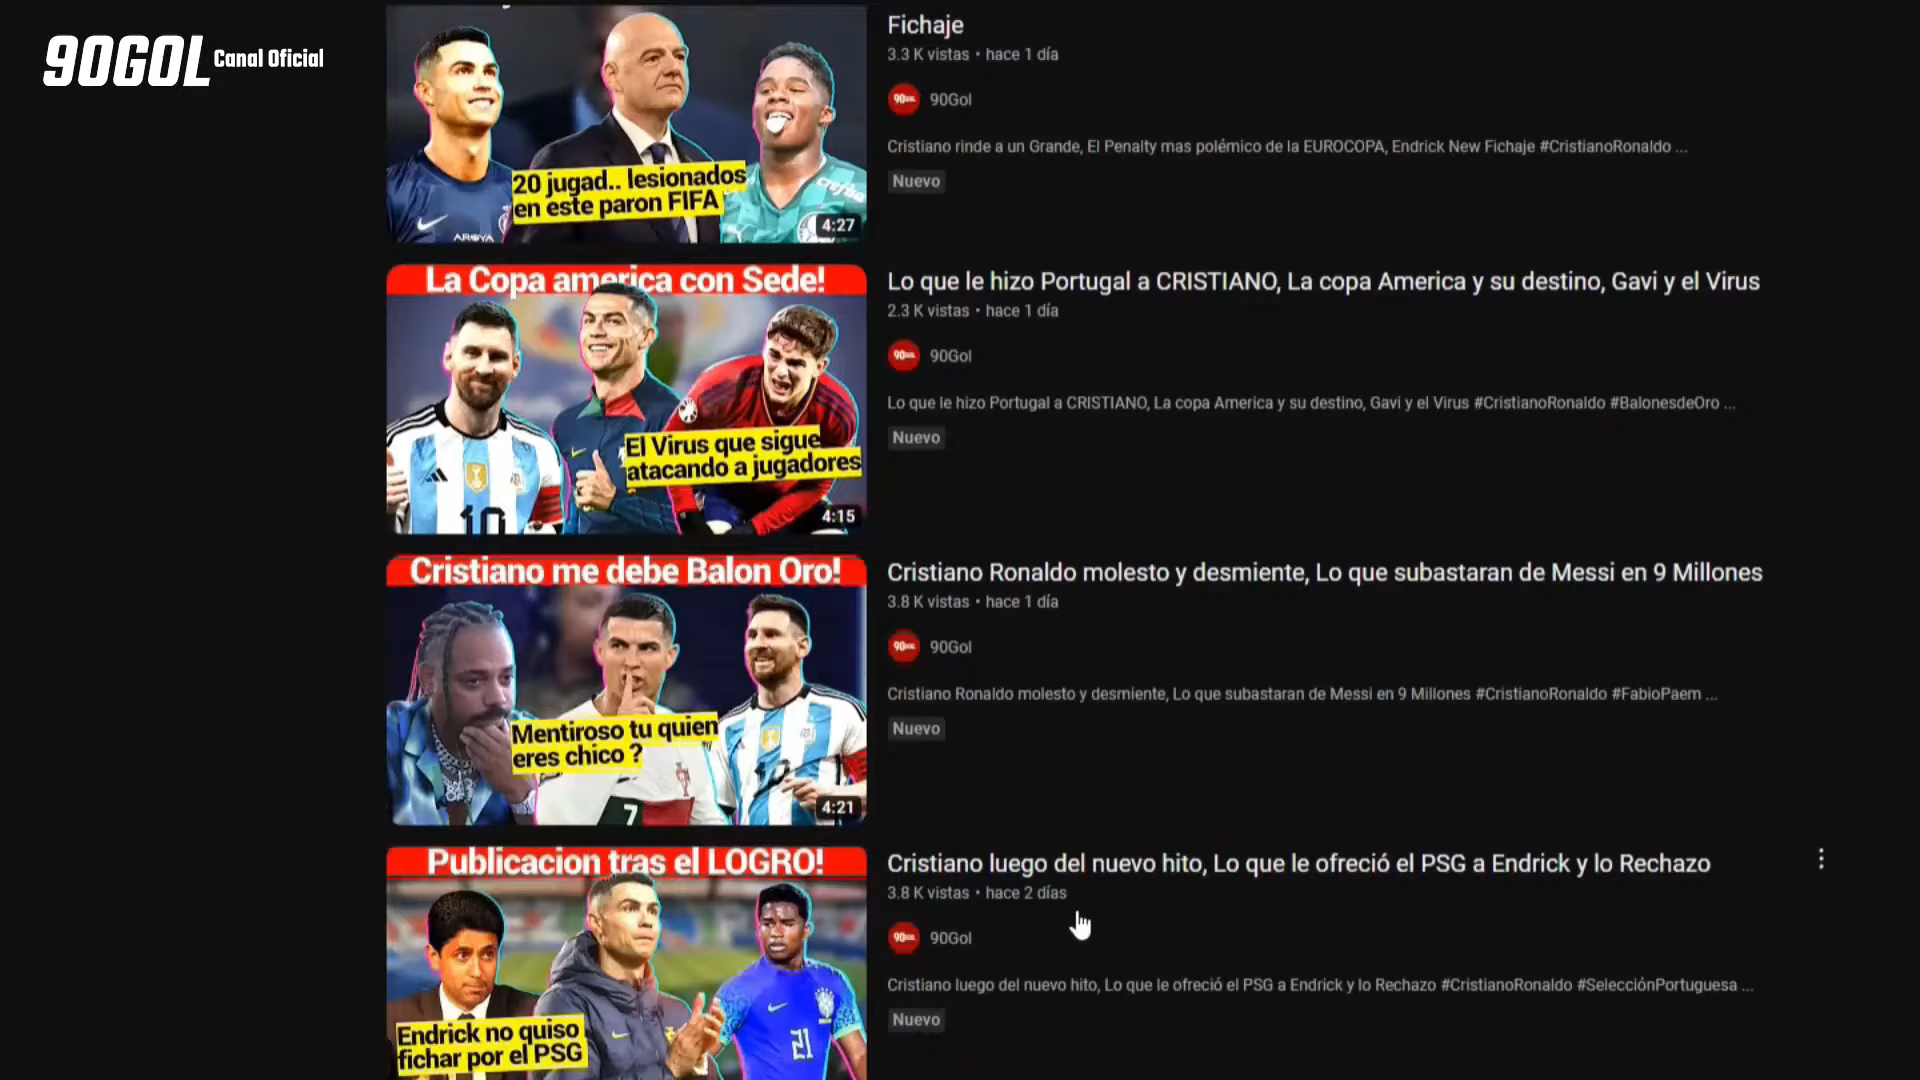 90GOL Canal Oficial
20 jugad.. lesionados
en este paron FIFA
4:27
Fichaje
3.3 K vistas • hace 1 día
90Gol
Cristiano rinde a un Grande, El Penalty mas polémico de la EUROCOPA, Endrick New Fichaje #CristianoRonaldo ...
Nuevo
La Copa america con Sede!
El Virus que sigue
atacando a jugadores
10
4:15
Lo que le hizo Portugal a CRISTIANO, La copa America y su destino, Gavi y el Virus
2.3 K vistas • hace 1 día
90Gol
Lo que le hizo Portugal a CRISTIANO, La copa America y su destino, Gavi y el Virus #CristianoRonaldo #BalonesdeOro ...
Nuevo
Cristiano me debe Balon Oro!
Mentiroso tu quien
eres chico ?
7
4:21
Cristiano Ronaldo molesto y desmiente, Lo que subastaran de Messi en 9 Millones
3.8 K vistas • hace 1 día
90Gol
Cristiano Ronaldo molesto y desmiente, Lo que subastaran de Messi en 9 Millones #CristianoRonaldo #FabioPaem ...
Nuevo
Publicacion tras el LOGRO!
Endrick no quiso
fichar por el PSG
21
Cristiano luego del nuevo hito, Lo que le ofreció el PSG a Endrick y lo Rechazo
3.8 K vistas • hace 2 días
90Gol
Cristiano luego del nuevo hito, Lo que le ofreció el PSG a Endrick y lo Rechazo #CristianoRonaldo #SelecciónPortuguesa ...
Nuevo